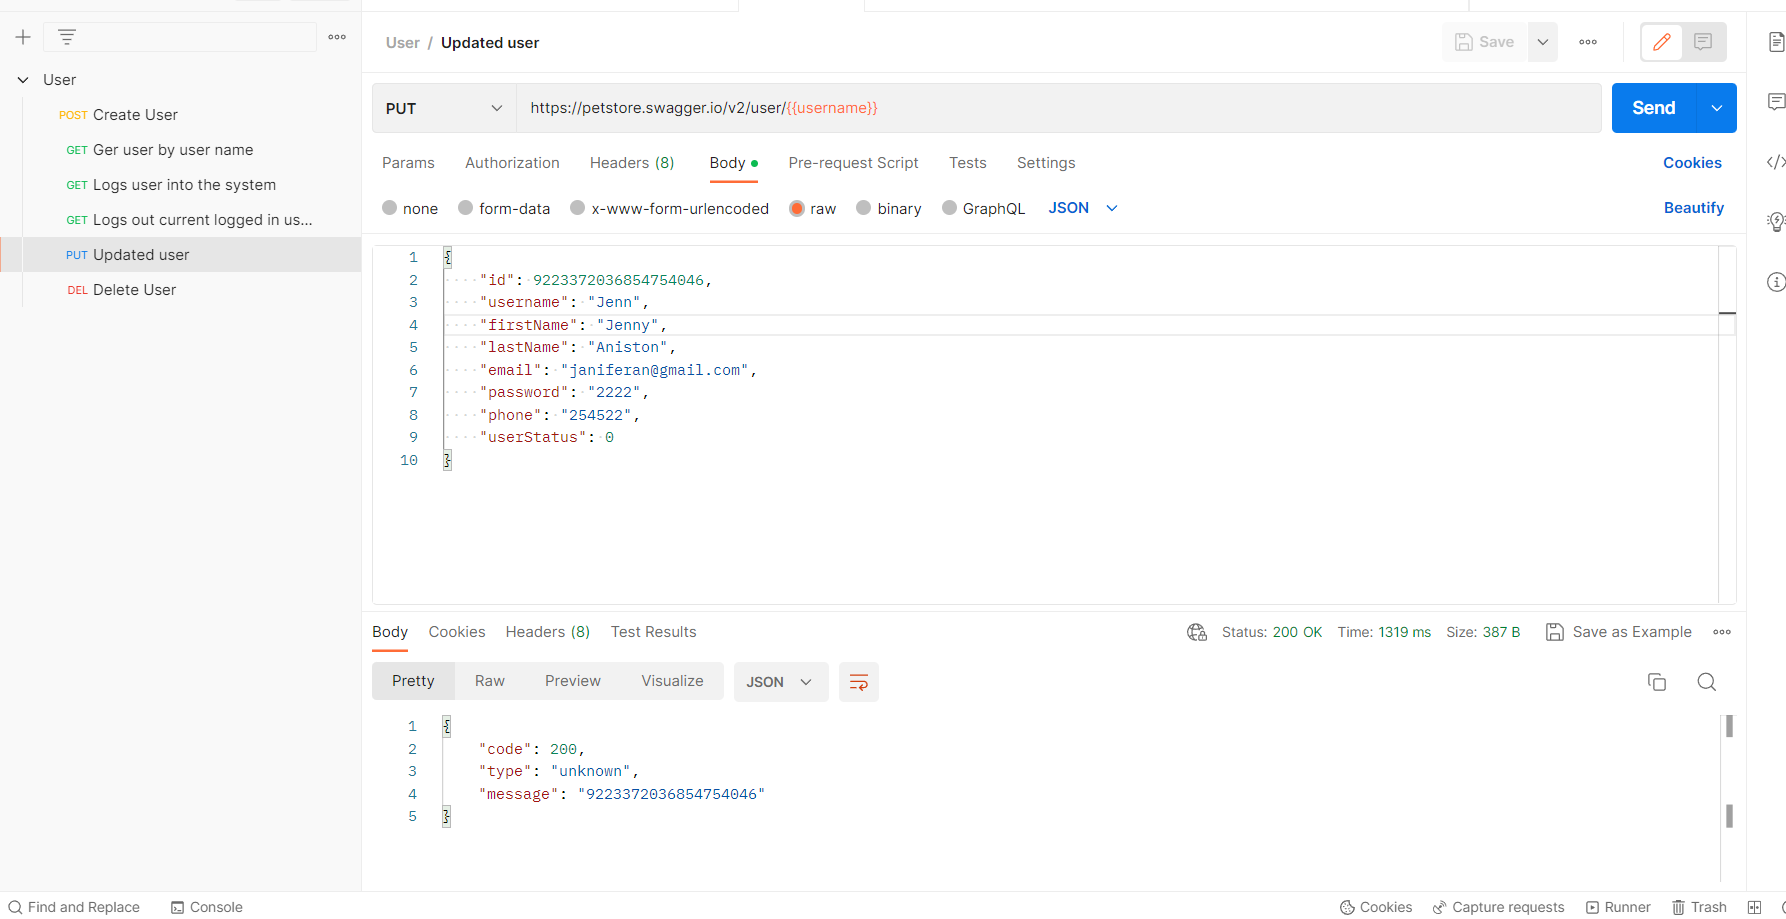 User / Updated user
Save
User
POST Create User
GET Ger user by user name
GET Logs user into the system
GET Logs out current logged in us...
PUT Updated user
DEL Delete User
PUT
https://petstore.swagger.io/v2/user/{{username}}
Send
Params Authorization Headers (8) Body Pre-request Script Tests Settings Cookies
none form-data x-www-form-urlencoded raw binary GraphQL JSON Beautify
1 {
2 "id": 9223372036854754046,
3 "username": "Jenn",
4 "firstName": "Jenny",
5 "lastName": "Aniston",
6 "email": "janiferan@gmail.com",
7 "password": "2222",
8 "phone": "254522",
9 "userStatus": 0
10 }
Body Cookies Headers (8) Test Results Status: 200 OK Time: 1319 ms Size: 387 B Save as Example
Pretty Raw Preview Visualize JSON
1 {
2 "code": 200,
3 "type": "unknown",
4 "message": "9223372036854754046"
5 }
Find and Replace Console Cookies Capture requests Runner Trash